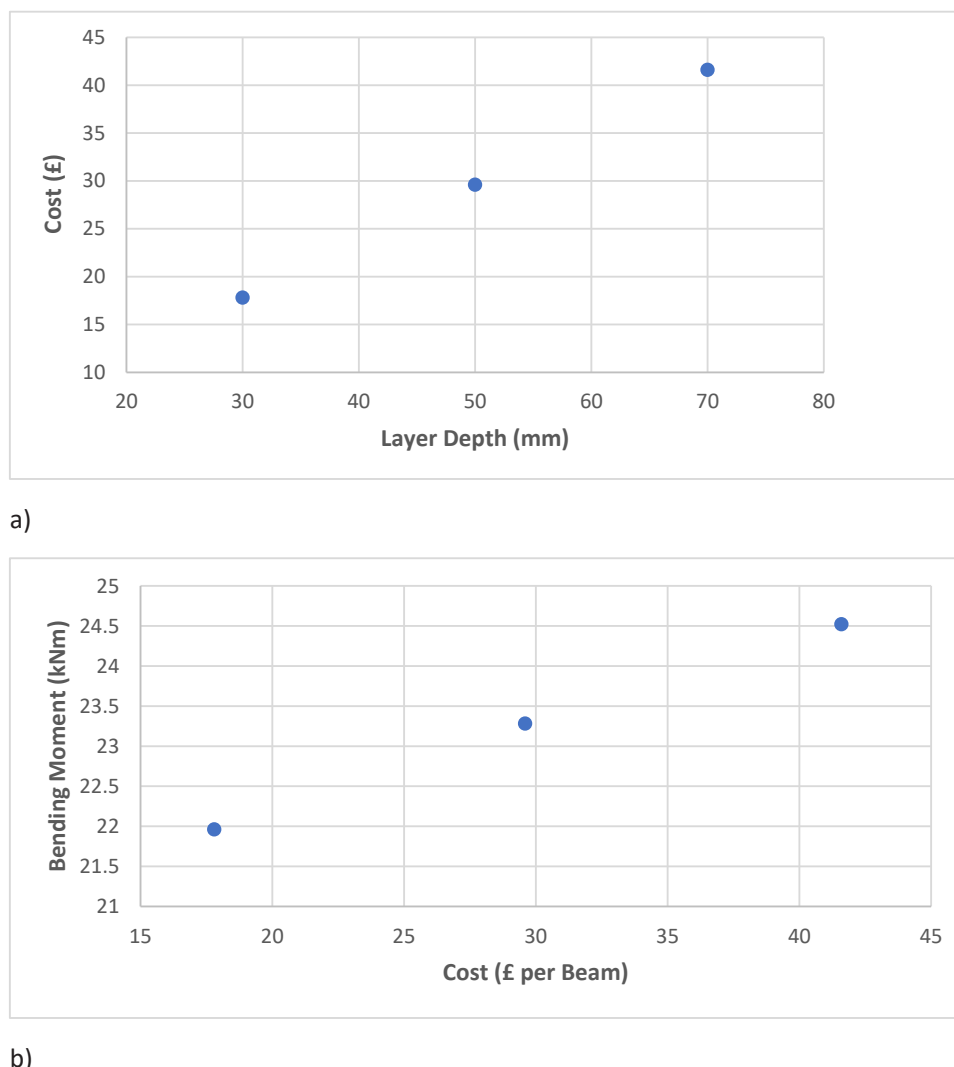 45
40
35
30
25
20
15
10
Cost (£)
20 30 40 50 60 70 80
Layer Depth (mm)
a)
25
24.5
24
23.5
23
22.5
22
21.5
21
Bending Moment (kNm)
15 20 25 30 35 40 45
Cost (£ per Beam)
b)